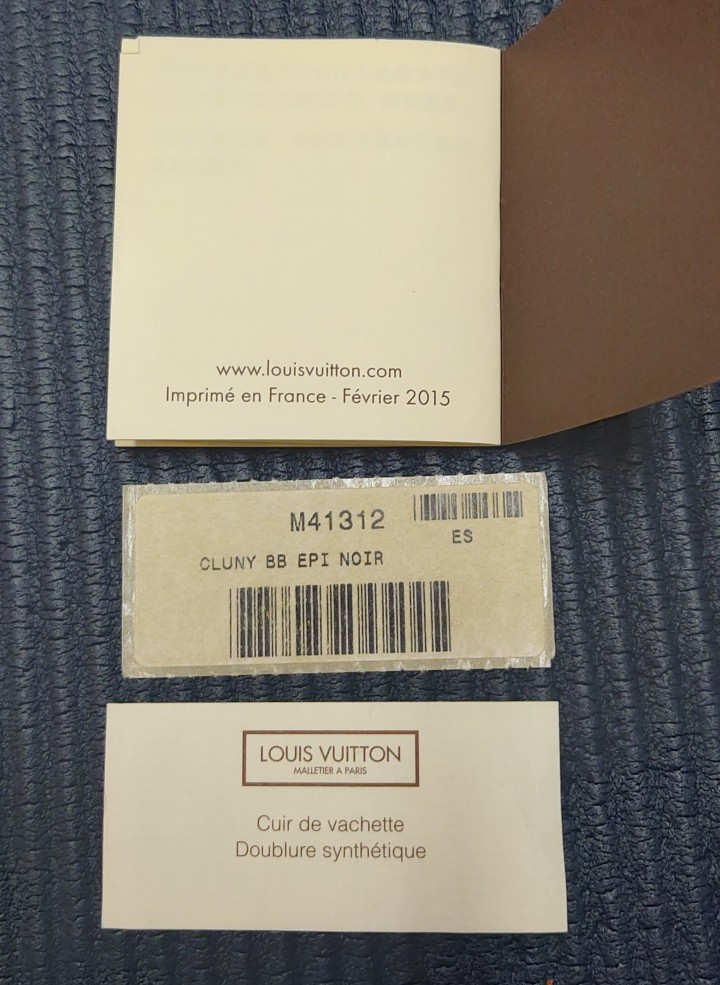 www.louisvuitton.com
Imprimé en France - Février 2015
M41312
ES
CLUNY BB EPI NOIR
LOUIS VUITTON
MALLETIER A PARIS
Cuir de vachette
Doublure synthétique